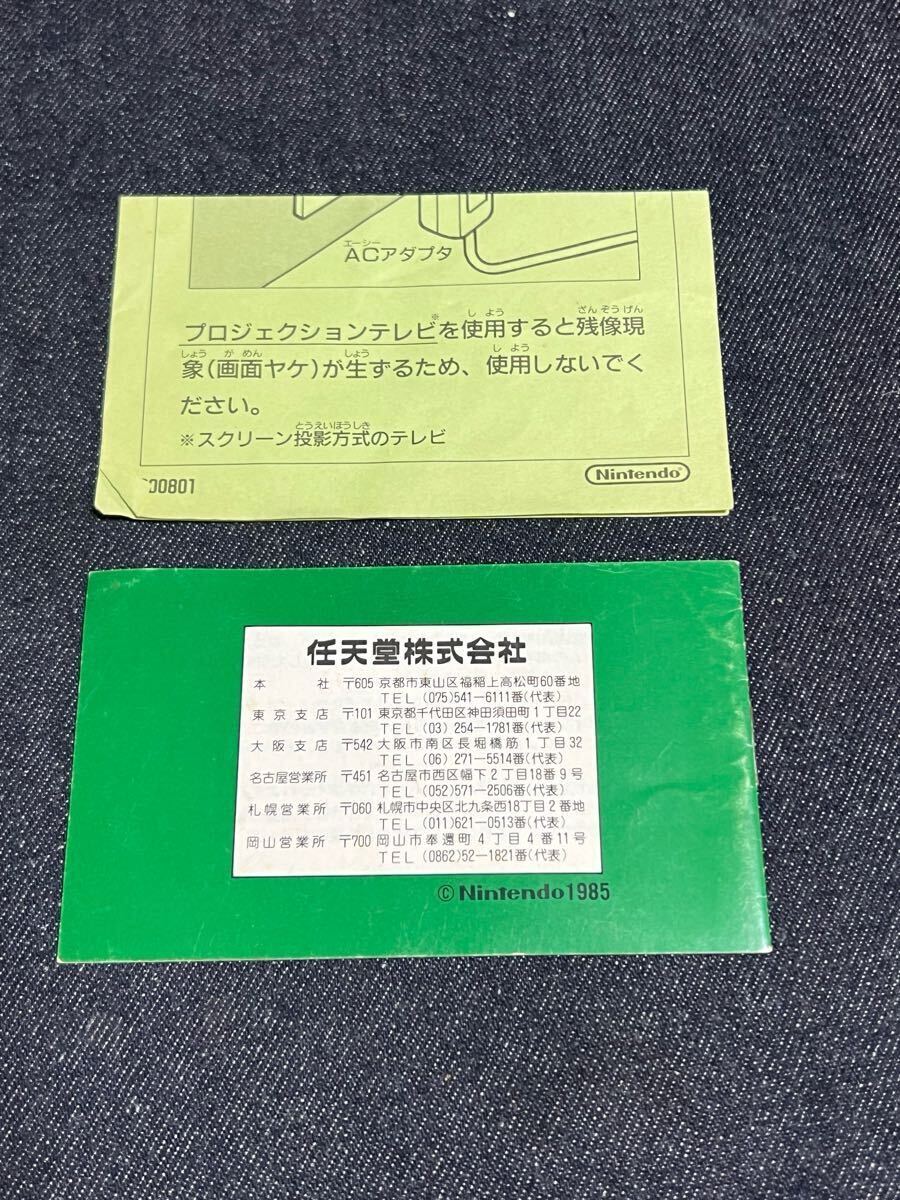 エーシー
ACアダプタ
※ し よう ざん ぞう げん
プロジェクションテレビを使用すると残像現
しょう が めん しょう し よう
象(画面ヤケ)が生ずるため、使用しないでく
ださい。
とうえいほうしき
※スクリーン投影方式のテレビ
00801
Nintendo
任天堂株式会社
本 社 〒605 京都市東山区福稲上高松町60番地
TEL (075)541−6111番(代表)
東京支店 〒101 東京都千代田区神田須田町1丁目22
TEL (03) 254−1781番(代表)
大阪支店 〒542 大阪市南区長堀橋筋1丁目32
TEL (06) 271−5514番(代表)
名古屋営業所 〒451 名古屋市西区幅下2丁目18番9号
TEL (052)571−2506番(代表)
札幌営業所 〒060 札幌市中央区北九条西18丁目2番地
TEL (011)621−0513番(代表)
岡山営業所 〒700 岡山市奉還町4丁目4番11号
TEL (0862)52−1821番(代表)
©Nintendo1985